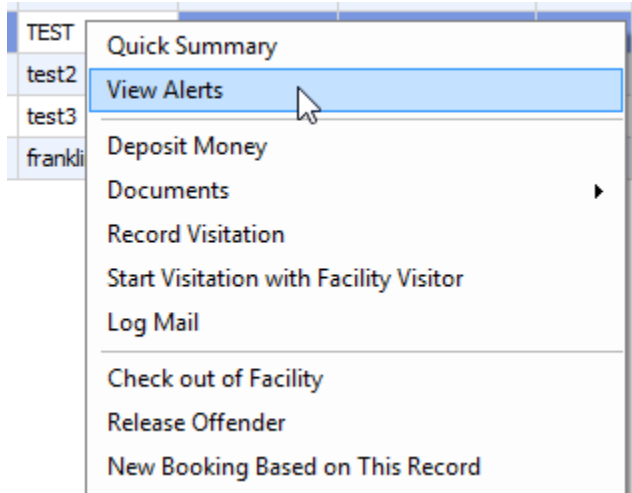 TEST
test2
test3
frankli
Quick Summary
View Alerts
Deposit Money
Documents
Record Visitation
Start Visitation with Facility Visitor
Log Mail
Check out of Facility
Release Offender
New Booking Based on This Record